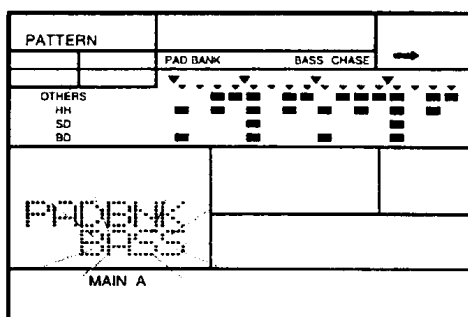 PATTERN
PAD BANK BASS CHASE
OTHERS
HH
SD
BD
PADBNK
BASS
MAIN A